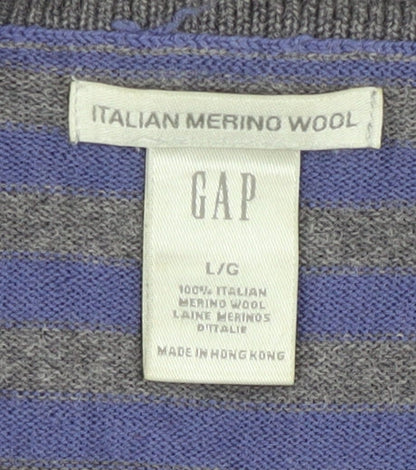 ITALIAN MERINO WOOL
GAP
L/G
100% ITALIAN
MERINO WOOL
LAINE MERINOS
D'ITALIE
MADE IN HONG KONG